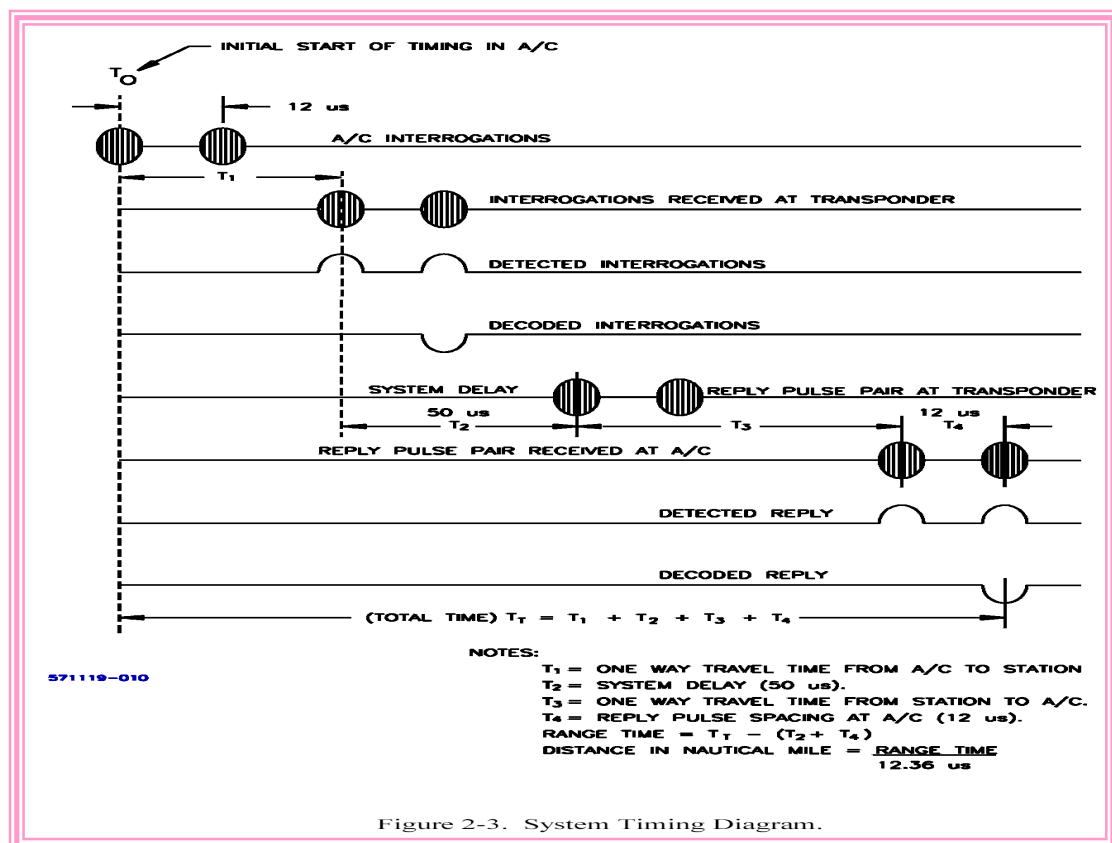 INITIAL START OF TIMING IN A/C
TO
12 us
A/C INTERROGATIONS
T1
INTERROGATIONS RECEIVED AT TRANSPONDER
DETECTED INTERROGATIONS
DECODED INTERROGATIONS
SYSTEM DELAY
REPLY PULSE PAIR AT TRANSPONDER
50 us
12 us
T2
T3
T4
REPLY PULSE PAIR RECEIVED AT A/C
DETECTED REPLY
DECODED REPLY
(TOTAL TIME) TT = T1 + T2 + T3 + T4
NOTES:
571119-010
T1 = ONE WAY TRAVEL TIME FROM A/C TO STATION
T2 = SYSTEM DELAY (50 us).
T3 = ONE WAY TRAVEL TIME FROM STATION TO A/C.
T4 = REPLY PULSE SPACING AT A/C (12 us).
RANGE TIME = TT - (T2+ T4)
DISTANCE IN NAUTICAL MILE = RANGE TIME
12.36 us
Figure 2-3. System Timing Diagram.